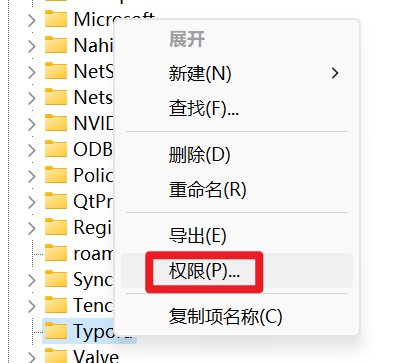 Microsoft
展开
Nahi
新建(N)
NetS
查找(F)...
Nets
NVID
删除(D)
ODB
重命名(R)
Polic
QtPr
导出(E)
Regi
roam
权限(P)...
Sync
Tenc
复制项名称(C)
Typora
Valve